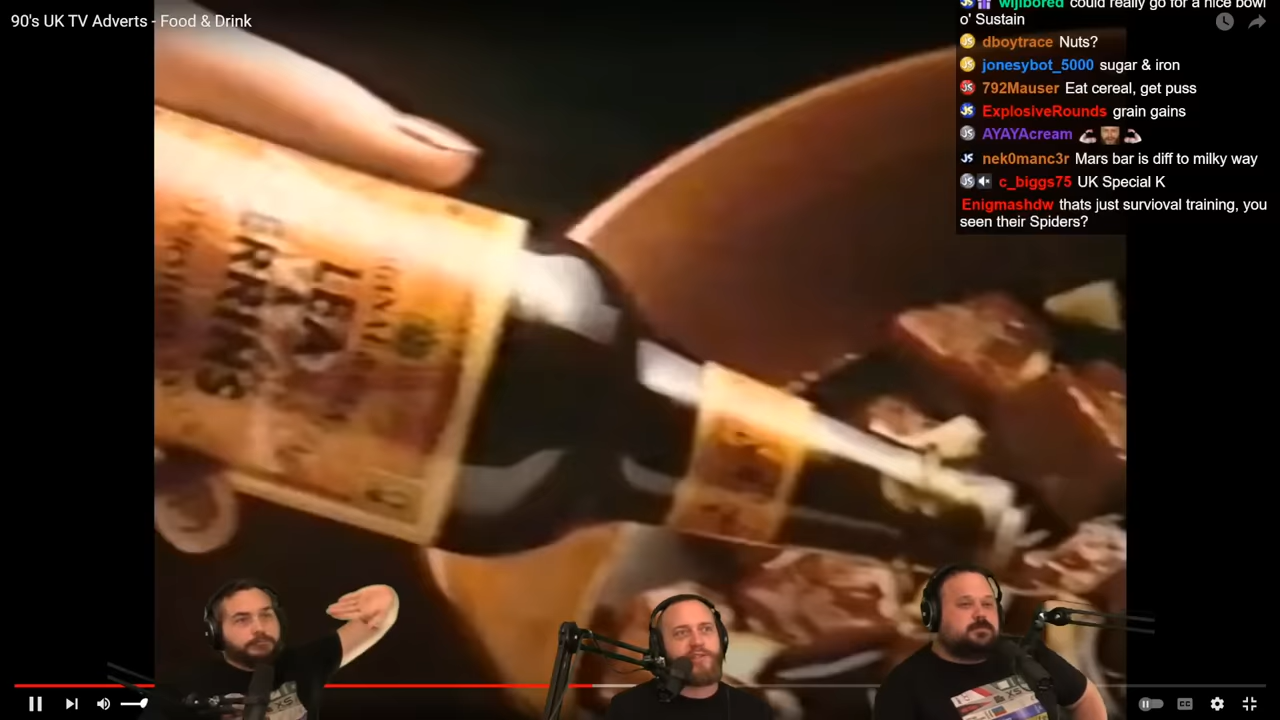 90's UK TV Adverts - Food & Drink
wijibored could really go for a nice bowl
o' Sustain
dboytrace Nuts?
jonesybot_5000 sugar & iron
792Mauser Eat cereal, get puss
ExplosiveRounds grain gains
AYAYAcream
nek0manc3r Mars bar is diff to milky way
c_biggs75 UK Special K
Enigmashdw thats just survioval training, you
seen their Spiders?
LEA
&
ERRINS